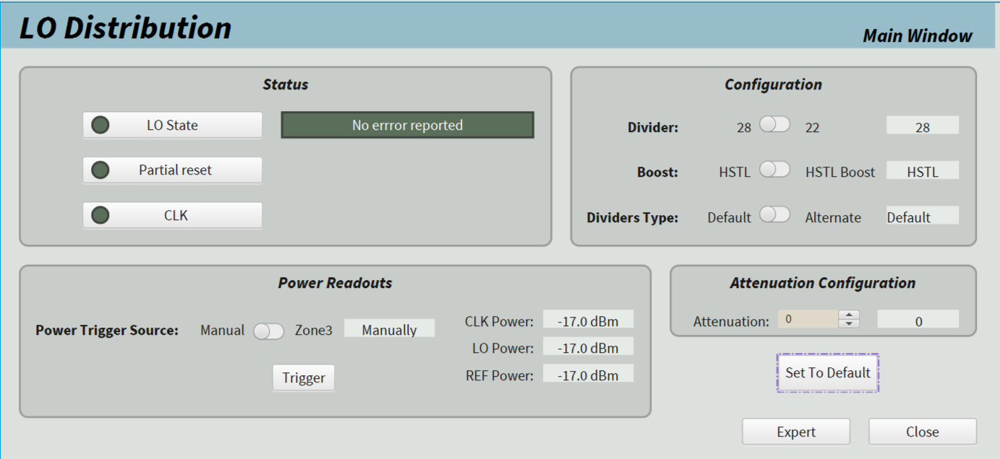 LO Distribution
Main Window
Status
LO State
No errror reported
Partial reset
CLK
Configuration
Divider: 28 22 28
Boost: HSTL HSTL Boost HSTL
Dividers Type: Default Alternate Default
Power Readouts
Power Trigger Source: Manual Zone3 Manually
Trigger
CLK Power: -17.0 dBm
LO Power: -17.0 dBm
REF Power: -17.0 dBm
Attenuation Configuration
Attenuation: 0 0
Set To Default
Expert Close